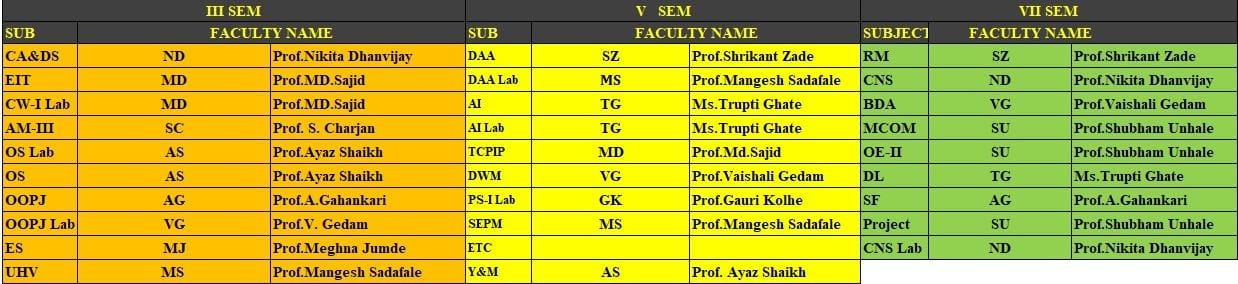 III SEM V SEM VII SEM
SUB FACULTY NAME SUB FACULTY NAME SUBJECT FACULTY NAME
CA&DS ND Prof.Nikita Dhanvijay DAA SZ Prof.Shrikant Zade RM SZ Prof.Shrikant Zade
EIT MD Prof.MD.Sajid DAA Lab MS Prof.Mangesh Sadafale CNS ND Prof.Nikita Dhanvijay
CW-I Lab MD Prof.MD.Sajid AI TG Ms.Trupti Ghate BDA VG Prof.Vaishali Gedam
AM-III SC Prof. S. Charjan AI Lab TG Ms.Trupti Ghate MCOM SU Prof.Shubham Unhale
OS Lab AS Prof.Ayaz Shaikh TCPIP MD Prof.Md.Sajid OE-II SU Prof.Shubham Unhale
OS AS Prof.Ayaz Shaikh DWM VG Prof.Vaishali Gedam DL TG Ms.Trupti Ghate
OOPJ AG Prof.A.Gahankari PS-I Lab GK Prof.Gauri Kolhe SF AG Prof.A.Gahankari
OOPJ Lab VG Prof.V. Gedam SEPM MS Prof.Mangesh Sadafale Project SU Prof.Shubham Unhale
ES MJ Prof.Meghna Jumde ETC CNS Lab ND Prof.Nikita Dhanvijay
UHV MS Prof.Mangesh Sadafale Y&M AS Prof. Ayaz Shaikh